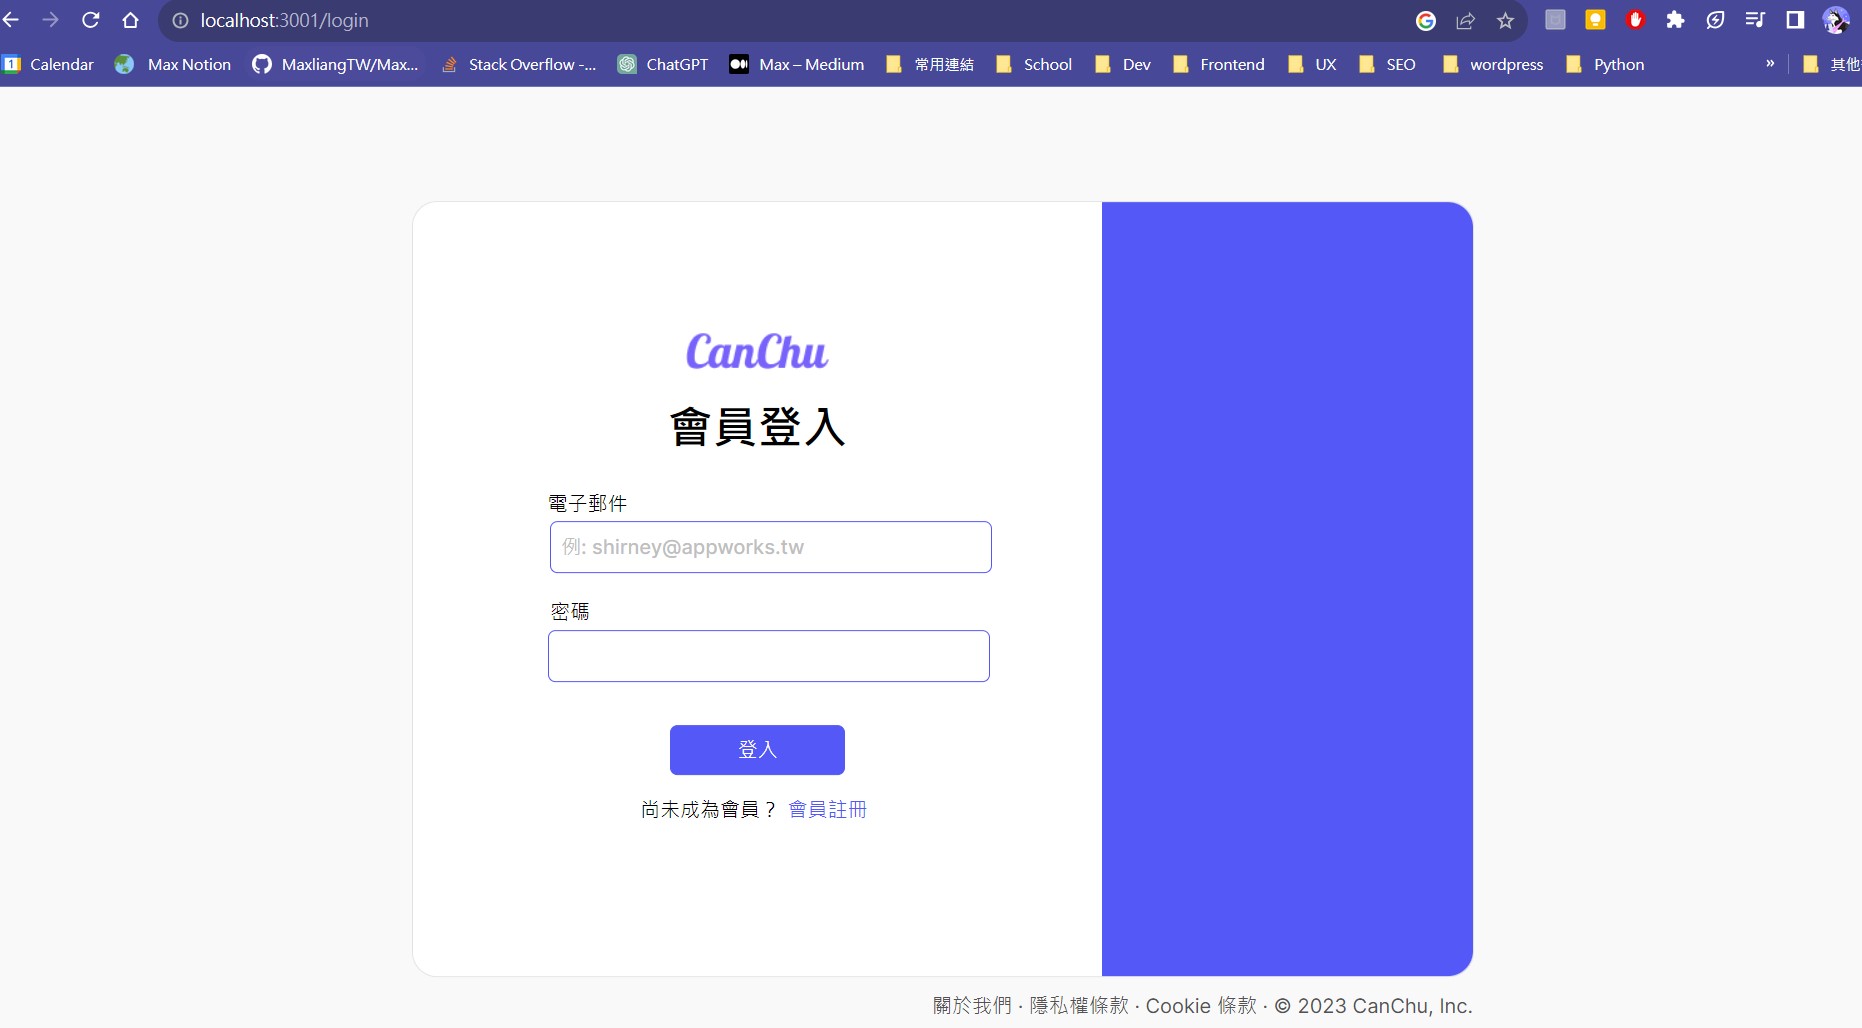 localhost:3001/login
1 Calendar Max Notion MaxliangTW/Max... Stack Overflow -... ChatGPT Max – Medium 常用連結 School Dev Frontend UX SEO wordpress Python » 其他
CanChu
會員登入
電子郵件
例: shirney@appworks.tw
密碼
登入
尚未成為會員？ 會員註冊
關於我們 · 隱私權條款 · Cookie 條款 · © 2023 CanChu, Inc.